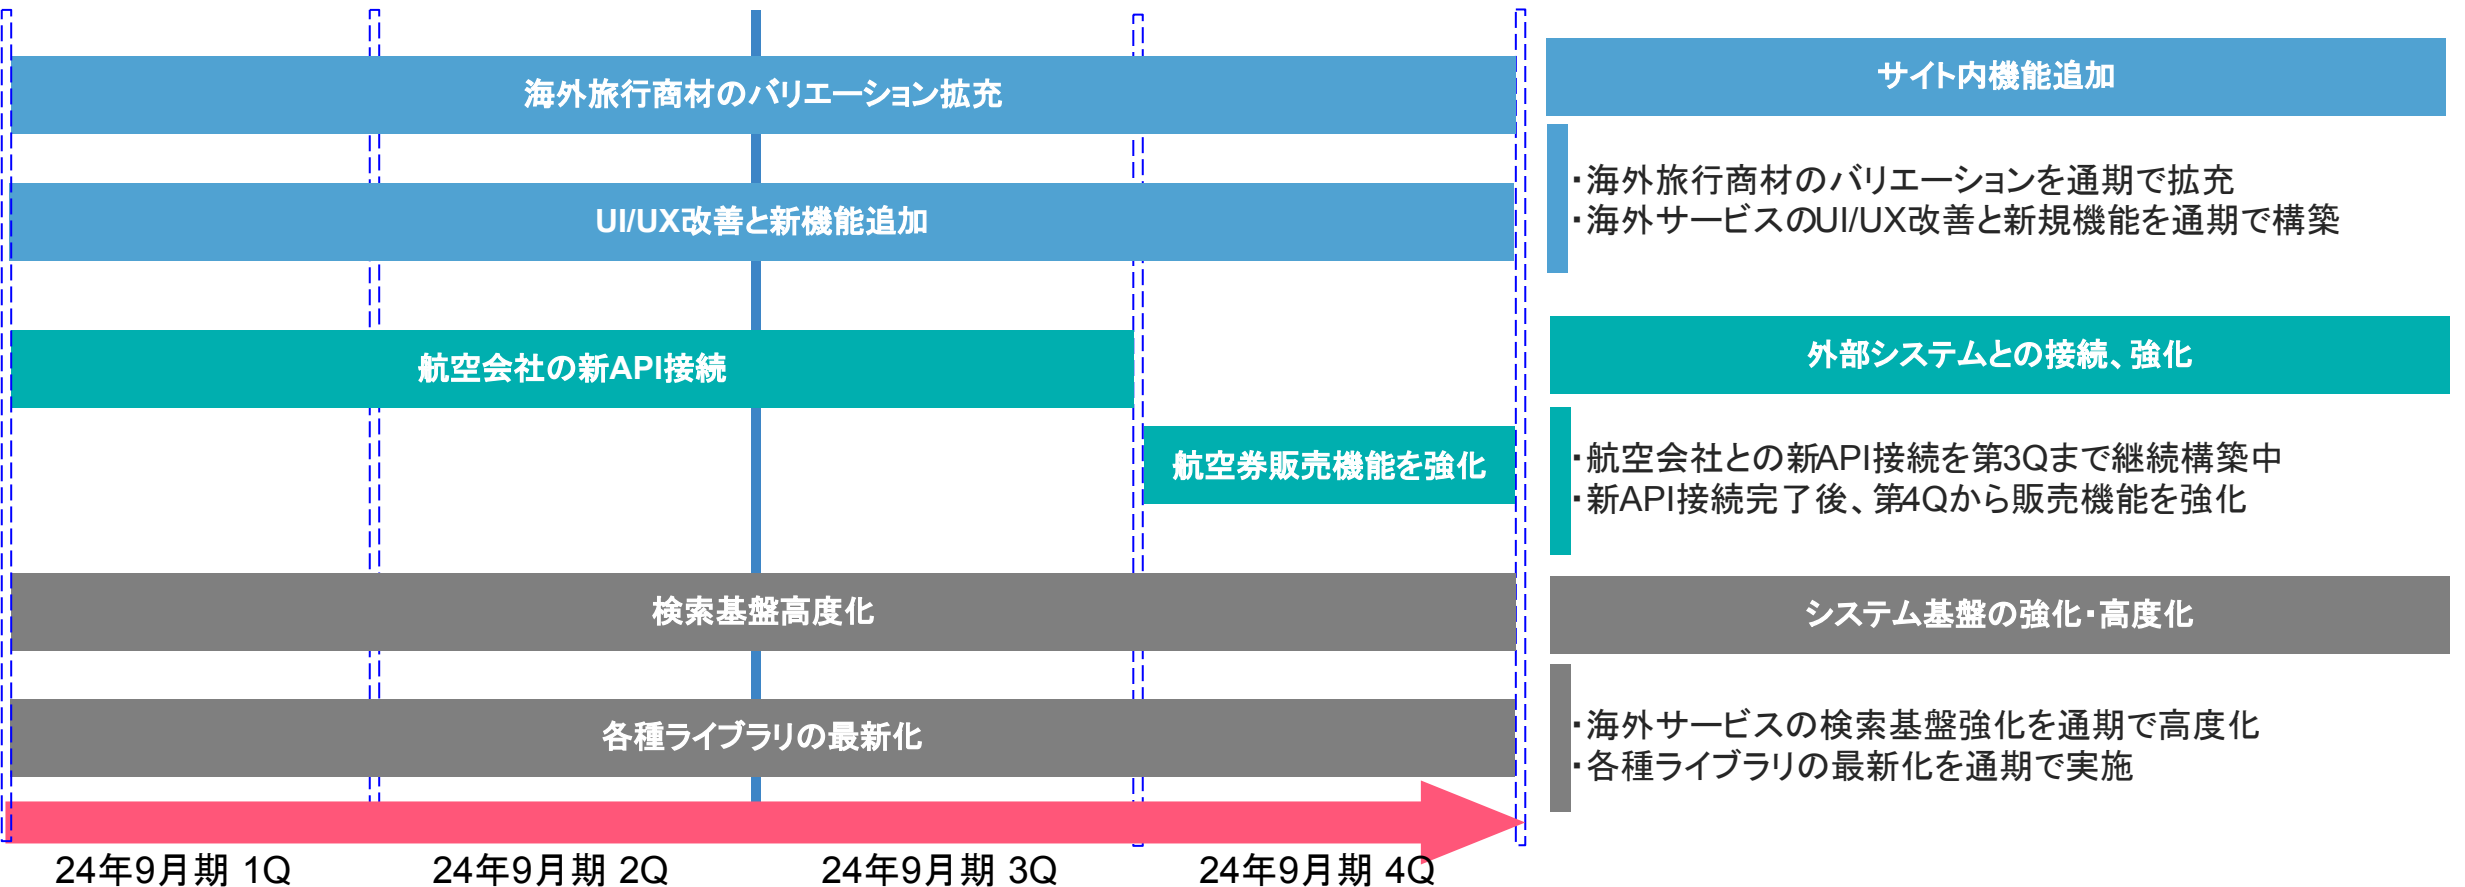 海外旅行商材のバリエーション拡充
UI/UX改善と新機能追加
航空会社の新API接続
航空券販売機能を強化
検索基盤高度化
各種ライブラリの最新化
24年9月期 1Q
24年9月期 2Q
24年9月期 3Q
24年9月期 4Q
サイト内機能追加
・海外旅行商材のバリエーションを通期で拡充
・海外サービスのUI/UX改善と新規機能を通期で構築
外部システムとの接続、強化
・航空会社との新API接続を第3Qまで継続構築中
・新API接続完了後、第4Qから販売機能を強化
システム基盤の強化・高度化
・海外サービスの検索基盤強化を通期で高度化
・各種ライブラリの最新化を通期で実施